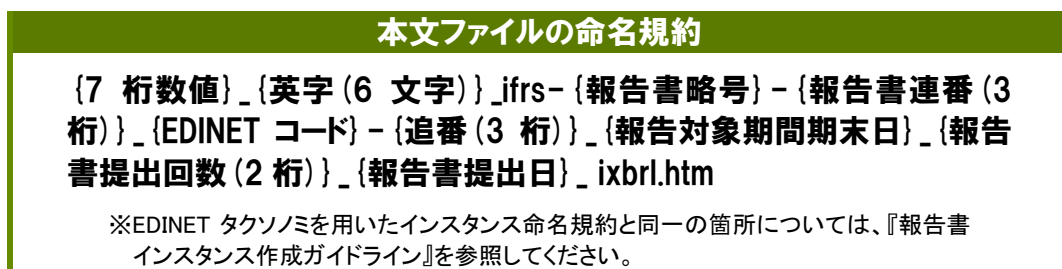 本文ファイルの命名規約
{7 桁数値}_{英字(6 文字)}_ifrs-{報告書略号}-{報告書連番(3
桁)}_{EDINET コード}-{追番(3 桁)}_{報告対象期間期末日}_{報告
書提出回数(2 桁)}_{報告書提出日}_ixbrl.htm
※EDINET タクソノミを用いたインスタンス命名規約と同一の箇所については、『報告書
インスタンス作成ガイドライン』を参照してください。